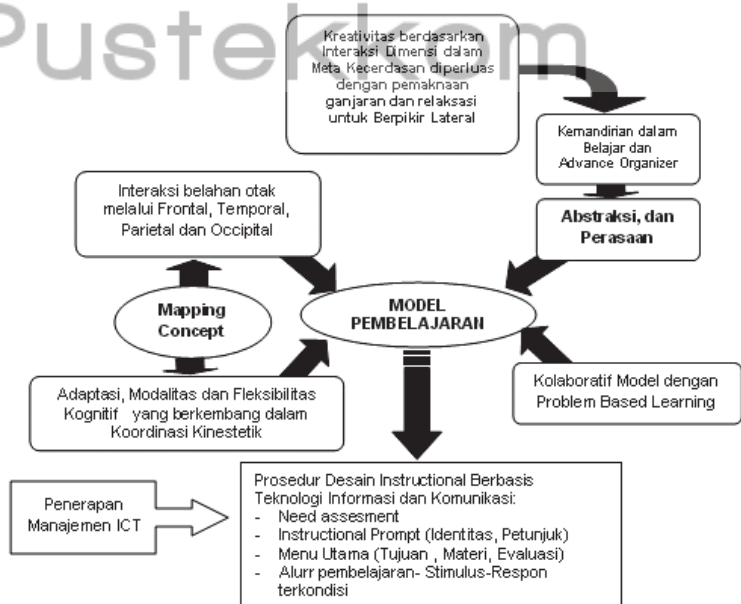 Pustekkom
Kreativitas berdasarkan
Interaksi Dimensi dalam
Meta Kecerdasan diperluas
dengan pemaknaan
ganjaran dan relaksasi
untuk Berpikir Lateral
Kemandirian dalam
Belajar dan
Advance Organizer
Interaksi belahan otak
melalui Frontal, Temporal,
Parietal dan Occipital
Abstraksi, dan
Perasaan
Mapping
Concept
MODEL
PEMBELAJARAN
Adaptasi, Modalitas dan Fleksibilitas
Kognitif yang berkembang dalam
Koordinasi Kinestetik
Kolaboratif Model dengan
Problem Based Learning
Penerapan
Manajemen ICT
Prosedur Desain Instructional Berbasis
Teknologi Informasi dan Komunikasi:
- Need assesment
- Instructional Prompt (Identitas, Petunjuk)
- Menu Utama (Tujuan , Materi, Evaluasi)
- Alurr pembelajaran- Stimulus-Respon
terkondisi